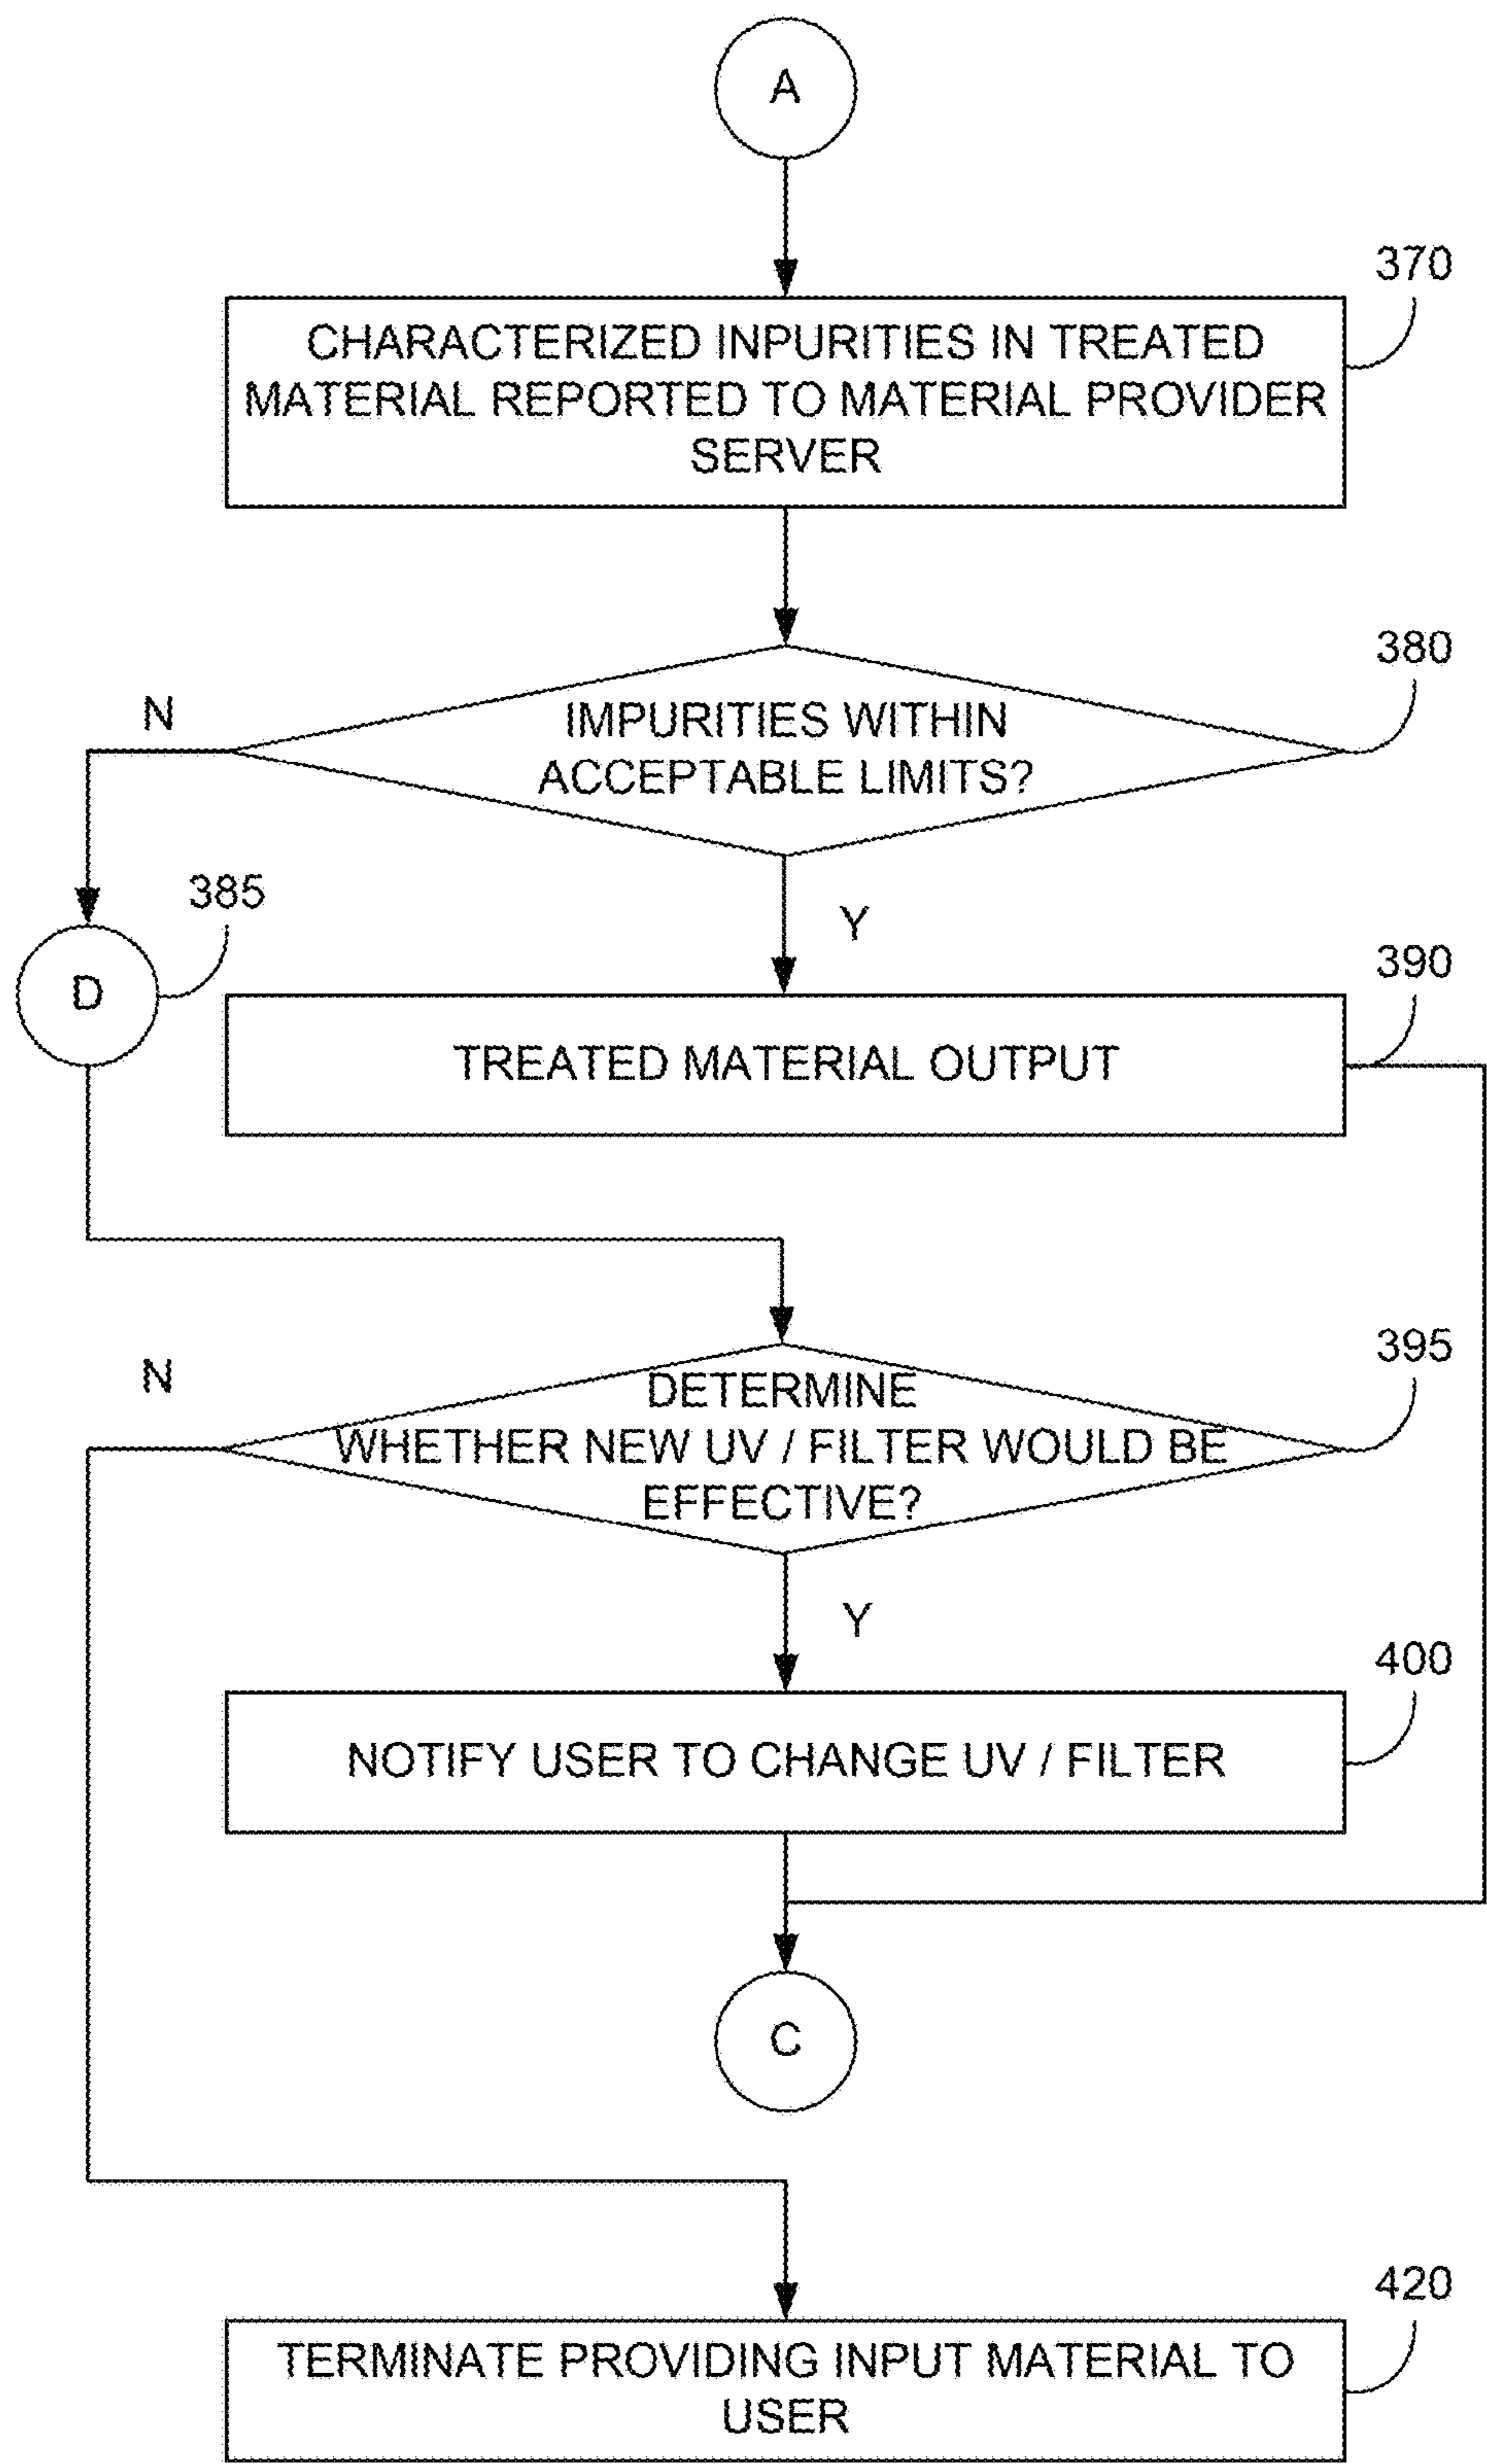 A
370
CHARACTERIZED INPURITIES IN TREATED
MATERIAL REPORTED TO MATERIAL PROVIDER
SERVER
380
N
IMPURITIES WITHIN
ACCEPTABLE LIMITS?
385
Y
D
390
TREATED MATERIAL OUTPUT
395
N
DETERMINE
WHETHER NEW UV / FILTER WOULD BE
EFFECTIVE?
Y
400
NOTIFY USER TO CHANGE UV / FILTER
C
420
TERMINATE PROVIDING INPUT MATERIAL TO
USER